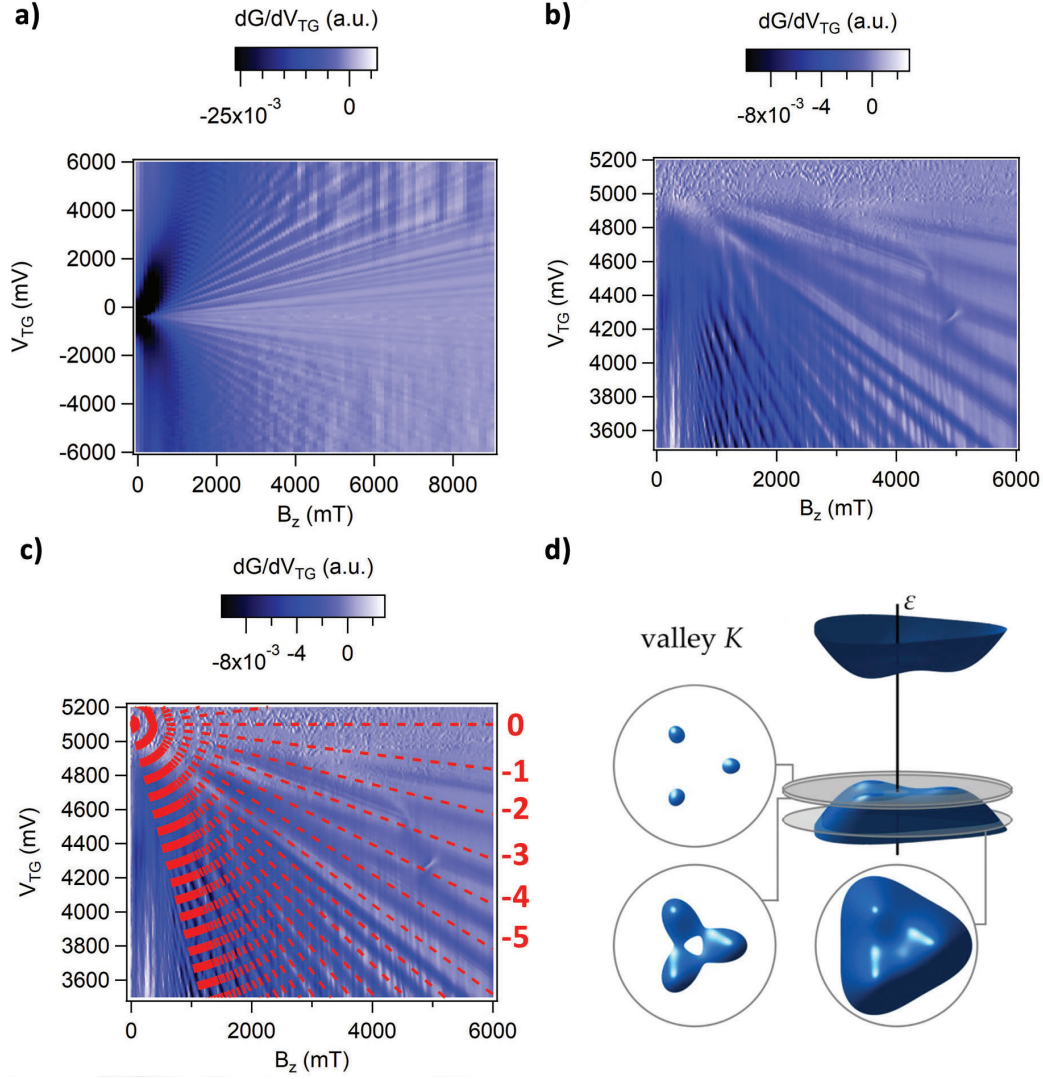 a)
dG/dV_TG (a.u.)
-25x10^-3
0
6000
4000
2000
0
-2000
-4000
-6000
V_TG (mV)
0
2000
4000
6000
8000
B_z (mT)
b)
dG/dV_TG (a.u.)
-8x10^-3
-4
0
5200
5000
4800
4600
4400
4200
4000
3800
3600
V_TG (mV)
0
2000
4000
6000
B_z (mT)
c)
dG/dV_TG (a.u.)
-8x10^-3
-4
0
5200
5000
4800
4600
4400
4200
4000
3800
3600
V_TG (mV)
0
-1
-2
-3
-4
-5
0
2000
4000
6000
B_z (mT)
d)
ε
valley K